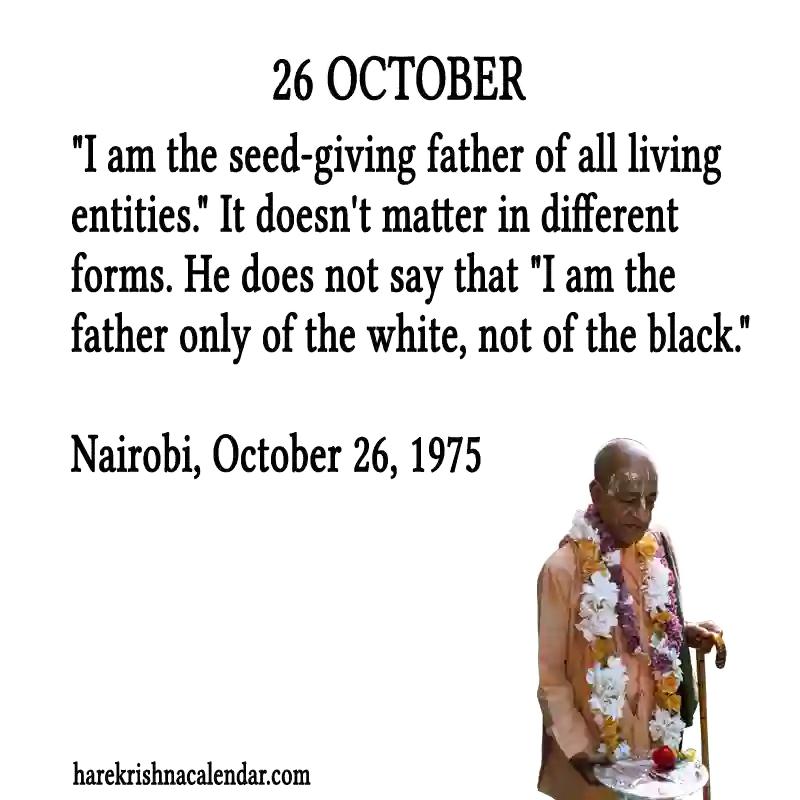 26 OCTOBER
"I am the seed-giving father of all living
entities." It doesn't matter in different
forms. He does not say that "I am the
father only of the white, not of the black."
Nairobi, October 26, 1975
harekrishnacalendar.com